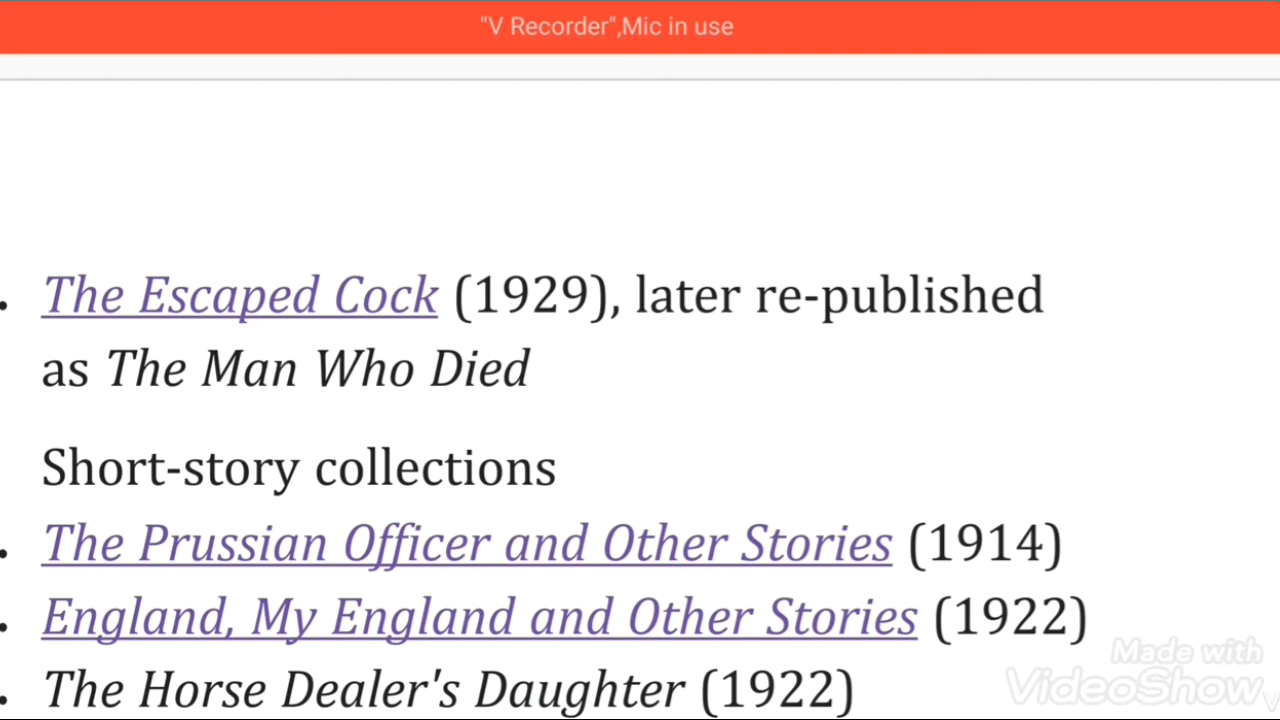 "V Recorder",Mic in use
• The Escaped Cock (1929), later re-published
as The Man Who Died
Short-story collections
• The Prussian Officer and Other Stories (1914)
• England, My England and Other Stories (1922)
• The Horse Dealer's Daughter (1922)
Made with
VideoShow